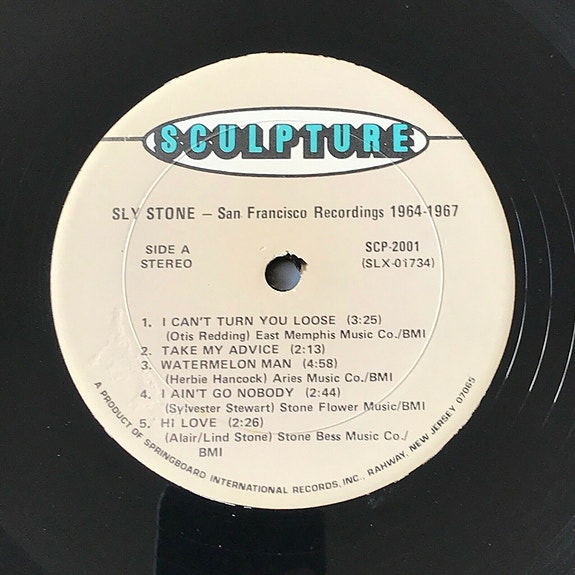 SCULPTURE
SLY STONE – San Francisco Recordings 1964-1967
SIDE A
STEREO
SCP-2001
(SLX-01734)
1. I CAN'T TURN YOU LOOSE (3:25)
(Otis Redding) East Memphis Music Co./BMI
2. TAKE MY ADVICE (2:13)
3. WATERMELON MAN (4:58)
(Herbie Hancock) Aries Music Co./BMI
4. I AIN'T GO NOBODY (2:44)
(Sylvester Stewart) Stone Flower Music/BMI
5. HI LOVE (2:26)
(Alair/Lind Stone) Stone Bess Music Co./
BMI
A PRODUCT OF SPRINGBOARD INTERNATIONAL RECORDS, INC., RAHWAY, NEW JERSEY 07065